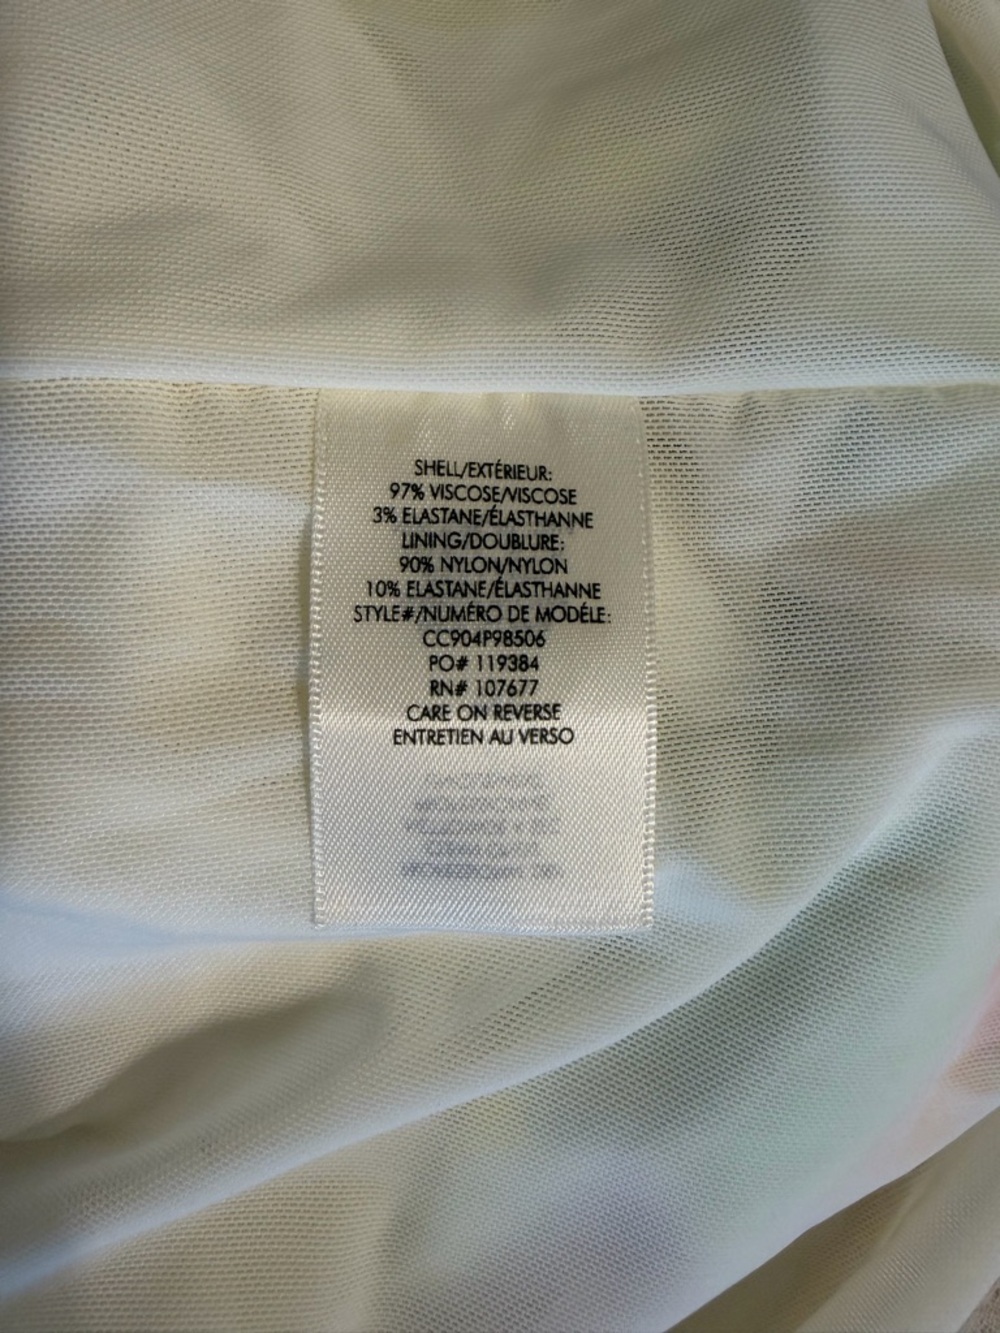 SHELL/EXTÉRIEUR:
97% VISCOSE/VISCOSE
3% ELASTANE/ÉLASTHANNE
LINING/DOUBLURE:
90% NYLON/NYLON
10% ELASTANE/ÉLASTHANNE
STYLE#/NUMÉRO DE MODÉLE:
CC904P98506
PO# 119384
RN# 107677
CARE ON REVERSE
ENTRETIEN AU VERSO